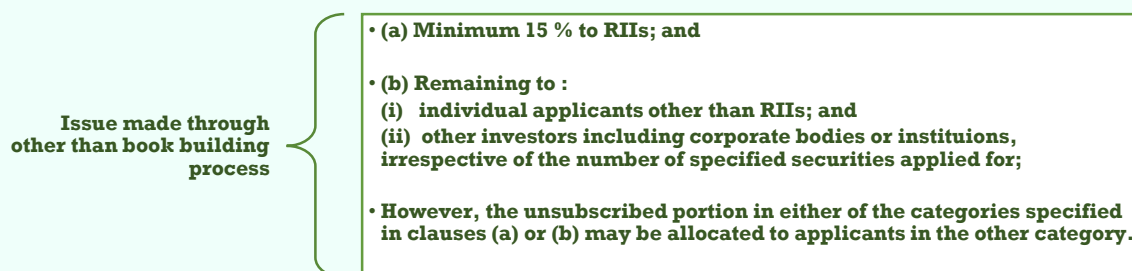 Issue made through
other than book building
process
• (a) Minimum 15 % to RIIs; and
• (b) Remaining to :
(i) individual applicants other than RIIs; and
(ii) other investors including corporate bodies or instituions,
irrespective of the number of specified securities applied for;
• However, the unsubscribed portion in either of the categories specified
in clauses (a) or (b) may be allocated to applicants in the other category.